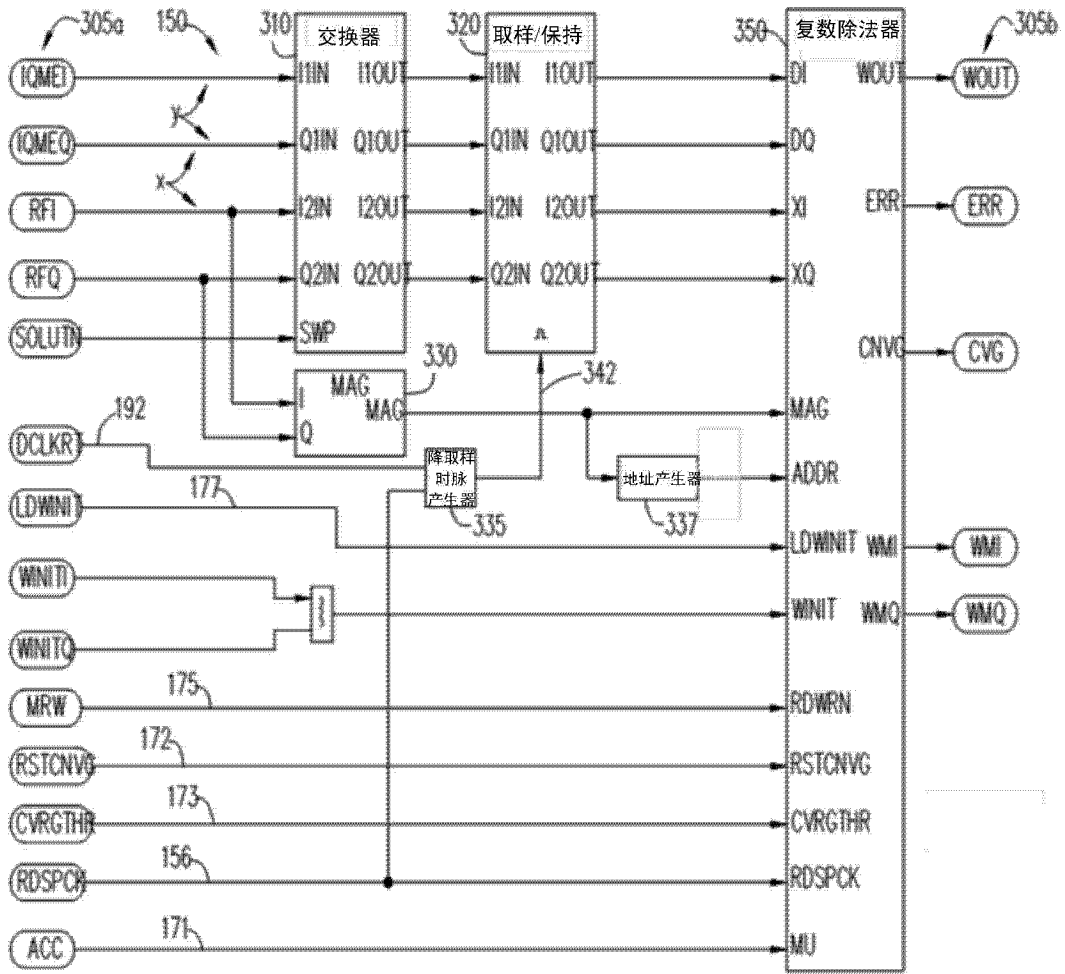 305a
150
310
交换器
320
取样/保持
350
复数除法器
305b
IQMEI
I1IN
I1OUT
I1IN
I1OUT
DI
WOUT
WOUT
y
IQMEQ
Q1IN
Q1OUT
Q1IN
Q1OUT
DQ
x
RFI
I2IN
I2OUT
I2IN
I2OUT
XI
ERR
ERR
RFQ
Q2IN
Q2OUT
Q2IN
Q2OUT
XQ
SOLUTN
SWP
CNVG
CVG
330
342
MAG
I
MAG
MAG
Q
192
DCLKRT
降取样
时脉
产生器
335
地址产生器
337
ADDR
177
LDWINIT
LDWINIT
WMI
WMI
WINITI
WINIT
WMQ
WMQ
WINITQ
175
MRW
RDWRN
172
RSTCNVG
RSTCNVG
173
CVRGTHR
CVRGTHR
156
RDSPCK
RDSPCK
171
ACC
MU